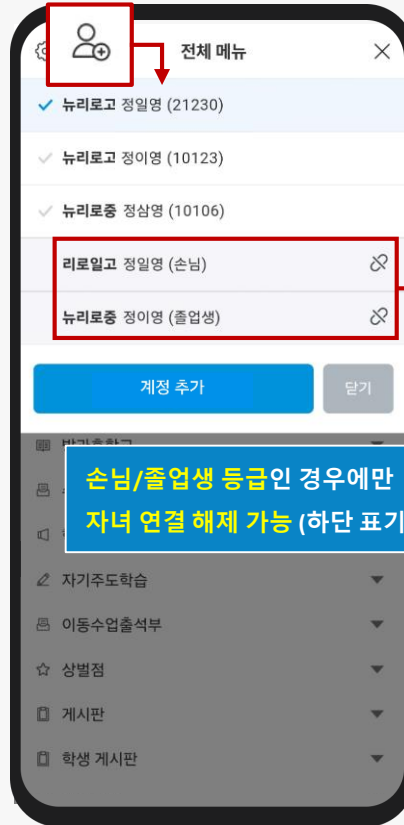 전체 메뉴
뉴리로고 정일영 (21230)
뉴리로고 정이영 (10123)
뉴리로중 정삼영 (10106)
리로일고 정일영 (손님)
뉴리로중 정이영 (졸업생)
계정 추가
닫기
손님/졸업생 등급인 경우에만
자녀 연결 해제 가능 (하단 표기
자기주도학습
이동수업출석부
상벌점
게시판
학생 게시판